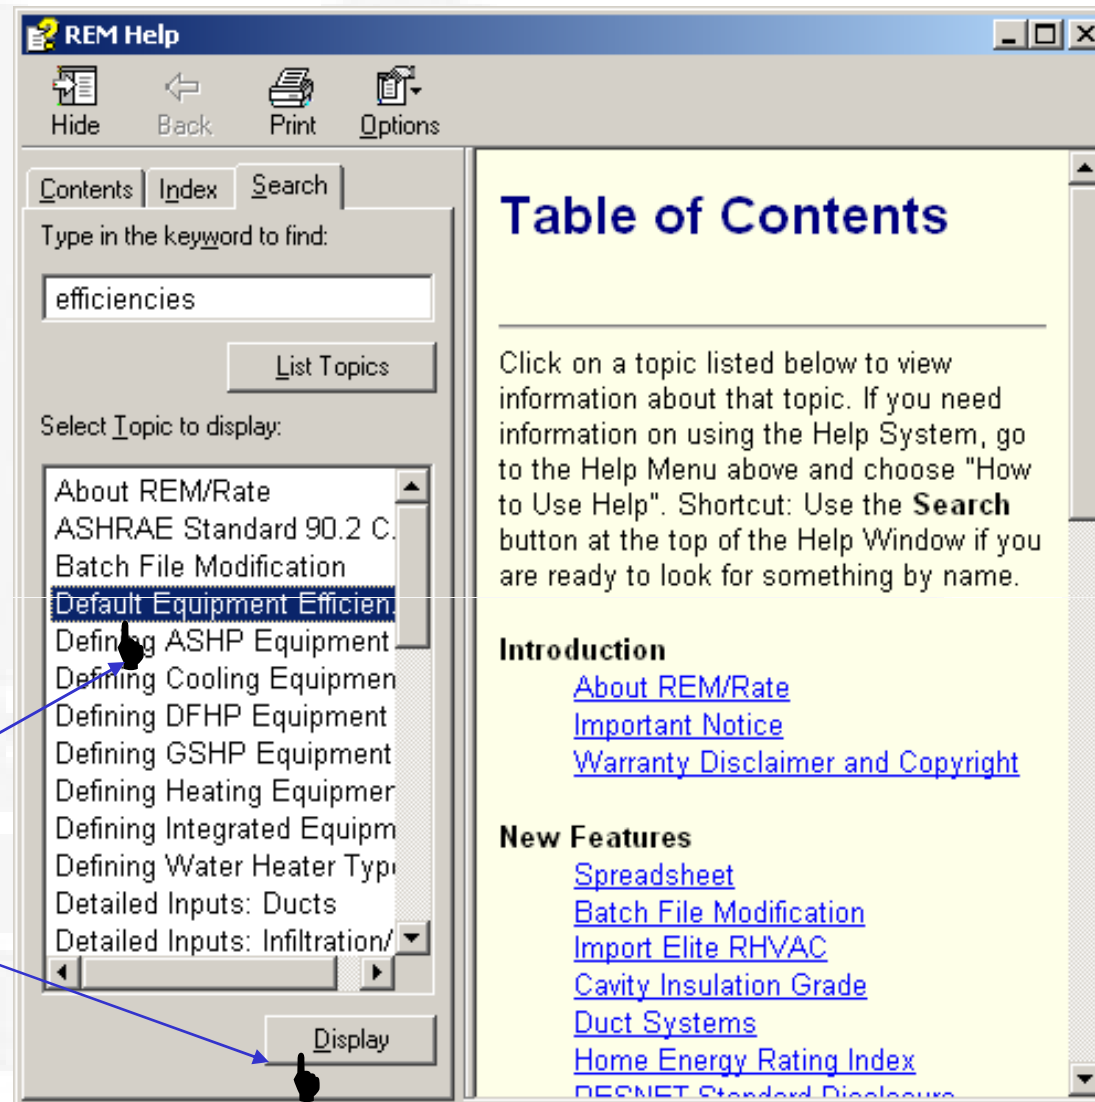 REM Help
Hide Back Print Options
Contents Index Search
Type in the keyword to find:
efficiencies
List Topics
Select Topic to display:
About REM/Rate
ASHRAE Standard 90.2 C.
Batch File Modification
Default Equipment Efficien.
Defining ASHP Equipment
Defining Cooling Equipmen
Defining DFHP Equipment
Defining GSHP Equipment
Defining Heating Equipmer
Defining Integrated Equipm
Defining Water Heater Typ
Detailed Inputs: Ducts
Detailed Inputs: Infiltration/
Display
Table of Contents
Click on a topic listed below to view
information about that topic. If you need
information on using the Help System, go
to the Help Menu above and choose "How
to Use Help". Shortcut: Use the Search
button at the top of the Help Window if you
are ready to look for something by name.
Introduction
About REM/Rate
Important Notice
Warranty Disclaimer and Copyright
New Features
Spreadsheet
Batch File Modification
Import Elite RHVAC
Cavity Insulation Grade
Duct Systems
Home Energy Rating Index
RESNET Standard Disclosure